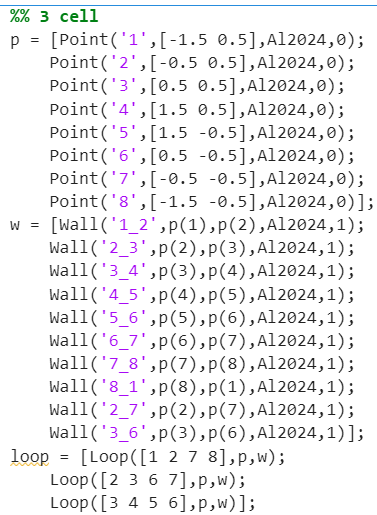 %% 3 cell
p = [Point('1',[-1.5 0.5],Al2024,0);
Point('2',[-0.5 0.5],Al2024,0);
Point('3',[0.5 0.5],Al2024,0);
Point('4',[1.5 0.5],Al2024,0);
Point('5',[1.5 -0.5],Al2024,0);
Point('6',[0.5 -0.5],Al2024,0);
Point('7',[-0.5 -0.5],Al2024,0);
Point('8',[-1.5 -0.5],Al2024,0)];
w = [Wall('1_2',p(1),p(2),Al2024,1);
Wall('2_3',p(2),p(3),Al2024,1);
Wall('3_4',p(3),p(4),Al2024,1);
Wall('4_5',p(4),p(5),Al2024,1);
Wall('5_6',p(5),p(6),Al2024,1);
Wall('6_7',p(6),p(7),Al2024,1);
Wall('7_8',p(7),p(8),Al2024,1);
Wall('8_1',p(8),p(1),Al2024,1);
Wall('2_7',p(2),p(7),Al2024,1);
Wall('3_6',p(3),p(6),Al2024,1)];
loop = [Loop([1 2 7 8],p,w);
Loop([2 3 6 7],p,w);
Loop([3 4 5 6],p,w)];